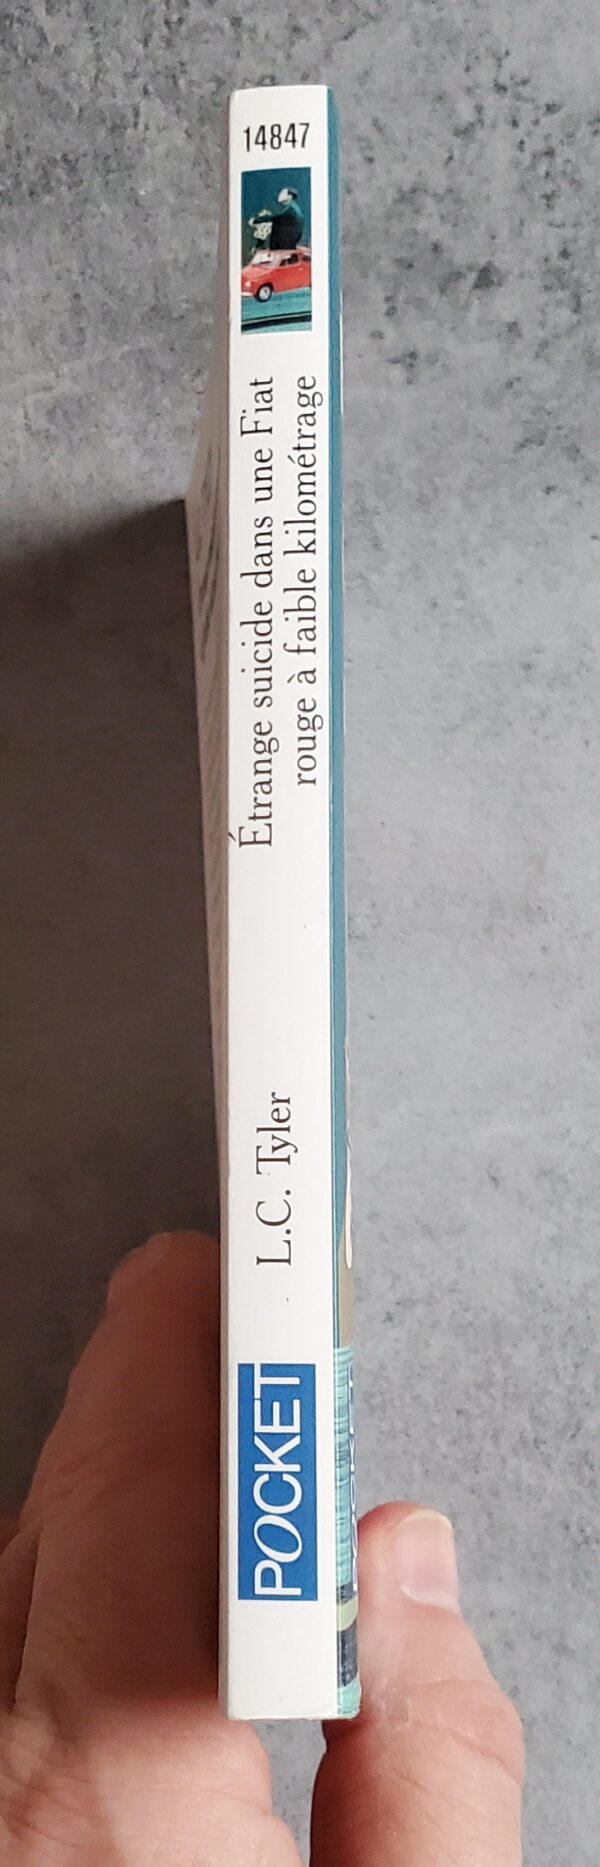 14847
Étrange suicide dans une Fiat
rouge à faible kilométrage
L.C. Tyler
POCKET